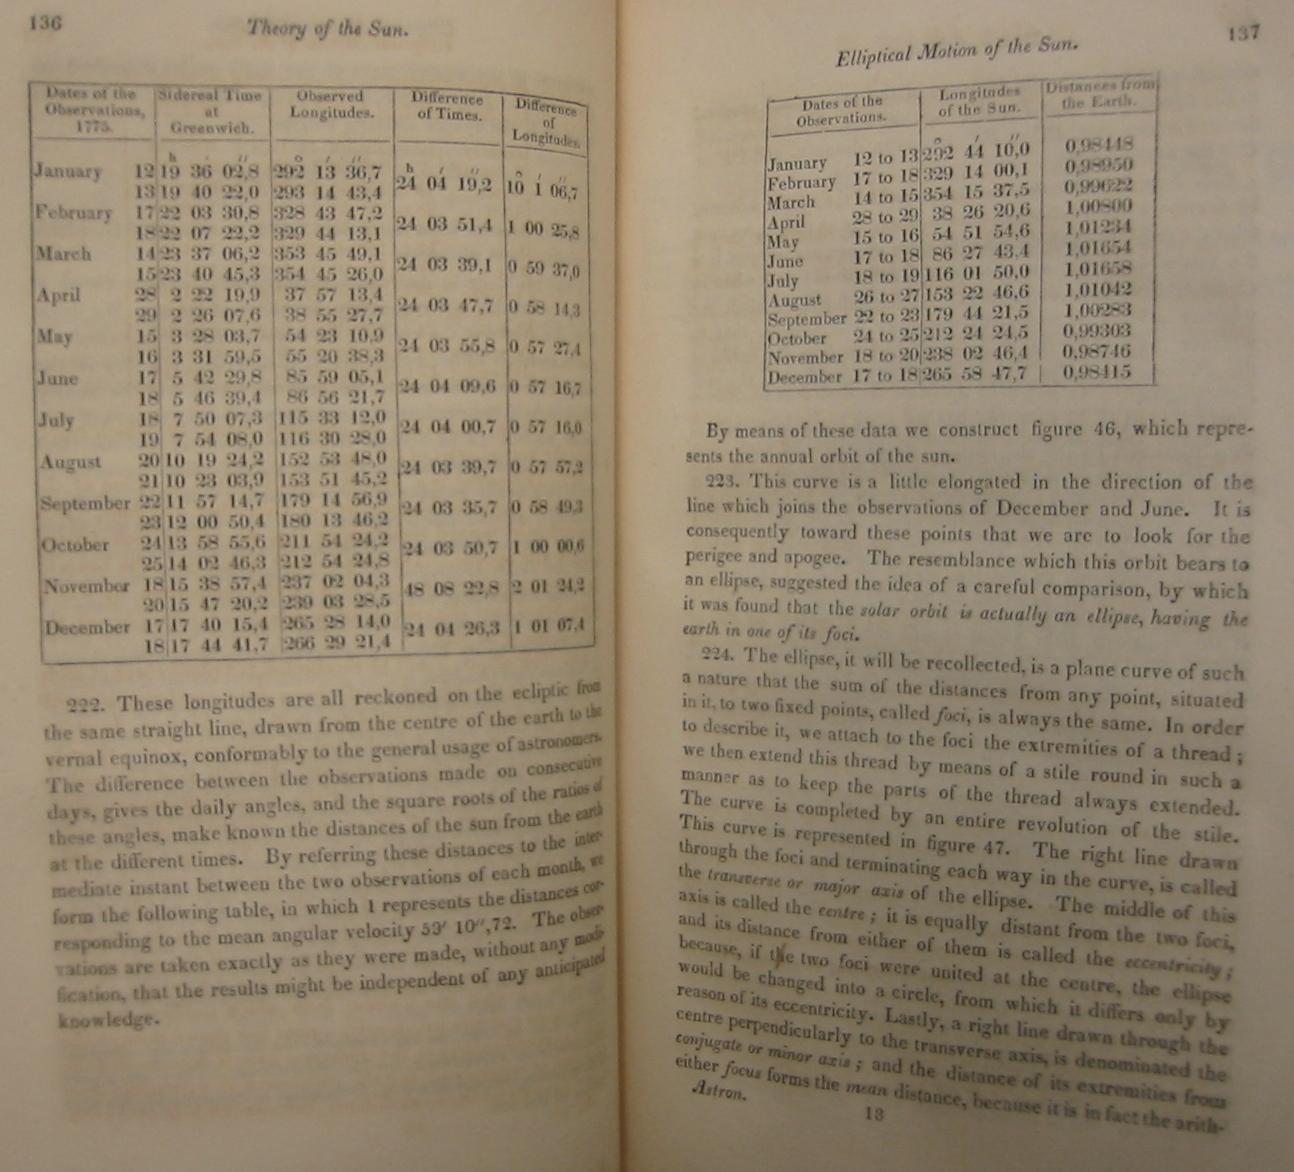 136
Theory of the Sun.
Dates of the Observations, 1775. Sidereal Time at Greenwich. Observed Longitudes. Difference of Times. Difference of Longitudes.
h ′ ″ o ′ ″ h ′ ″ o ′ ″
January 12 19 36 02,8 292 13 36,7
24 04 19,2 10 1 06,7
13 19 40 22,0 293 14 43,4
February 17 22 03 30,8 328 43 47,2
24 03 51,4 1 00 25,8
18 22 07 22,2 329 44 13,1
March 14 23 37 06,2 353 45 49,1
24 03 39,1 0 59 37,0
15 23 40 45,3 354 45 26,0
April 28 2 22 19,9 37 57 13,4
24 03 47,7 0 58 14,3
29 2 26 07,6 38 55 27,7
May 15 3 28 03,7 54 23 10,9
24 03 55,8 0 57 27,4
16 3 31 59,5 55 20 38,3
June 17 5 42 29,8 85 59 05,1
24 04 09,6 0 57 16,7
18 5 46 39,4 86 56 21,7
July 18 7 50 07,3 115 33 12,0
24 04 00,7 0 57 16,0
19 7 54 08,0 116 30 28,0
August 20 10 19 24,2 152 53 48,0
24 03 39,7 0 57 57,2
21 10 23 03,9 153 51 45,2
September 22 11 57 14,7 179 14 56,9
24 03 35,7 0 58 49,3
23 12 00 50,4 180 13 46,2
October 24 13 58 55,6 211 54 24,2
24 03 50,7 1 00 00,6
25 14 02 46,3 212 54 24,8
November 18 15 38 57,4 237 02 04,3
48 08 22,8 2 01 24,2
20 15 47 20,2 239 03 28,5
December 17 17 40 15,4 265 28 14,0
24 04 26,3 1 01 07,4
18 17 44 41,7 266 29 21,4
222. These longitudes are all reckoned on the ecliptic from
the same straight line, drawn from the centre of the earth to the
vernal equinox, conformably to the general usage of astronomers.
The difference between the observations made on consecutive
days, gives the daily angles, and the square roots of the ratios of
these angles, make known the distances of the sun from the earth
at the different times. By referring these distances to the inter-
mediate instant between the two observations of each month, we
form the following table, in which 1 represents the distances cor-
responding to the mean angular velocity 59′ 10″,72. The obser-
vations are taken exactly as they were made, without any modi-
fication, that the results might be independent of any anticipated
knowledge.
137
Elliptical Motion of the Sun.
Dates of the Observations. Longitudes of the Sun. Distances from the Earth.
o ′ ″
January 12 to 13 292 44 10,0 0,98448
February 17 to 18 329 14 00,1 0,98950
March 14 to 15 354 15 37,5 0,99622
April 28 to 29 38 26 20,6 1,00800
May 15 to 16 54 51 54,6 1,01234
June 17 to 18 86 27 43,4 1,01654
July 18 to 19 116 01 50,0 1,01658
August 26 to 27 153 22 46,6 1,01042
September 22 to 23 179 44 21,5 1,00283
October 24 to 25 212 24 24,5 0,99303
November 18 to 20 238 02 46,4 0,98746
December 17 to 18 265 58 47,7 0,98415
By means of these data we construct figure 46, which repre-
sents the annual orbit of the sun.
223. This curve is a little elongated in the direction of the
line which joins the observations of December and June. It is
consequently toward these points that we are to look for the
perigee and apogee. The resemblance which this orbit bears to
an ellipse, suggested the idea of a careful comparison, by which
it was found that the solar orbit is actually an ellipse, having the
earth in one of its foci.
224. The ellipse, it will be recollected, is a plane curve of such
a nature that the sum of the distances from any point, situated
in it, to two fixed points, called foci, is always the same. In order
to describe it, we attach to the foci the extremities of a thread;
we then extend this thread by means of a stile round in such a
manner as to keep the parts of the thread always extended.
The curve is completed by an entire revolution of the stile.
This curve is represented in figure 47. The right line drawn
through the foci and terminating each way in the curve, is called
the transverse or major axis of the ellipse. The middle of this
axis is called the centre; it is equally distant from the two foci,
and its distance from either of them is called the eccentricity;
because, if the two foci were united at the centre, the ellipse
would be changed into a circle, from which it differs only by
reason of its eccentricity. Lastly, a right line drawn through the
centre perpendicularly to the transverse axis, is denominated the
conjugate or minor axis; and the distance of its extremities from
either focus forms the mean distance, because it is in fact the arith-
Astron.
13